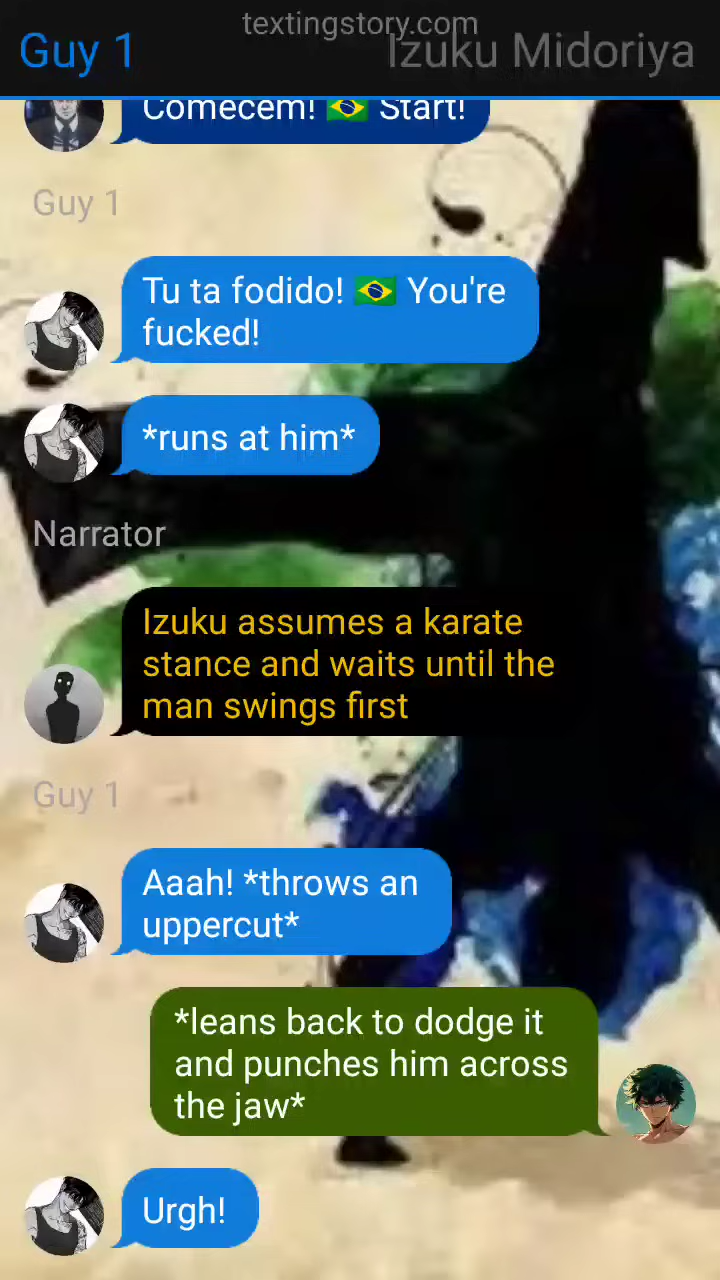 textingstory.com
Guy 1
Izuku Midoriya
Comecem! 🇧🇷 Start!
Guy 1
Tu ta fodido! 🇧🇷 You're
fucked!
*runs at him*
Narrator
Izuku assumes a karate
stance and waits until the
man swings first
Guy 1
Aaah! *throws an
uppercut*
*leans back to dodge it
and punches him across
the jaw*
Urgh!